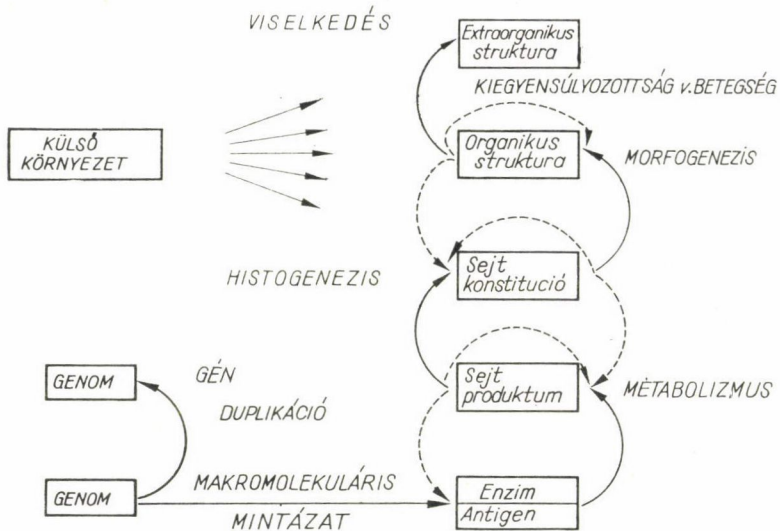 VISELKEDÉS
Extraorganikus
struktura
KIEGYENSÚLYOZOTTSÁG v. BETEGSÉG
KÜLSŐ
KÖRNYEZET
Organikus
struktura
MORFOGENEZIS
HISTOGENEZIS
Sejt
konstitució
GENOM
GÉN
DUPLIKÁCIÓ
Sejt
produktum
METABOLIZMUS
GENOM
MAKROMOLEKULÁRIS
MINTÁZAT
Enzim
Antigen